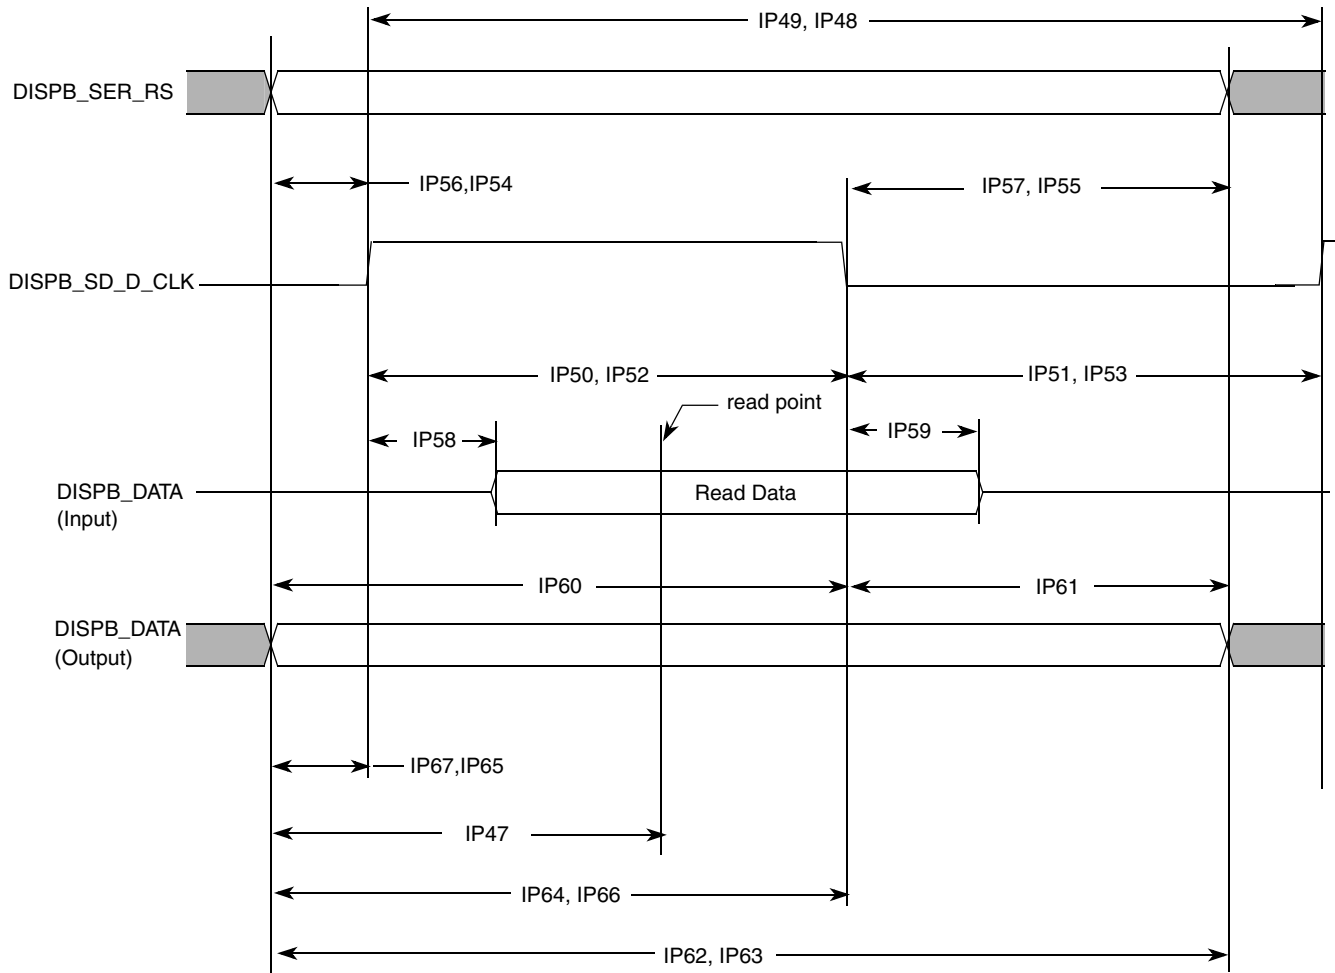 IP49, IP48
DISPB_SER_RS
IP56,IP54
IP57, IP55
DISPB_SD_D_CLK
IP50, IP52
IP51, IP53
read point
IP58
IP59
DISPB_DATA
(Input)
Read Data
IP60
IP61
DISPB_DATA
(Output)
IP67,IP65
IP47
IP64, IP66
IP62, IP63